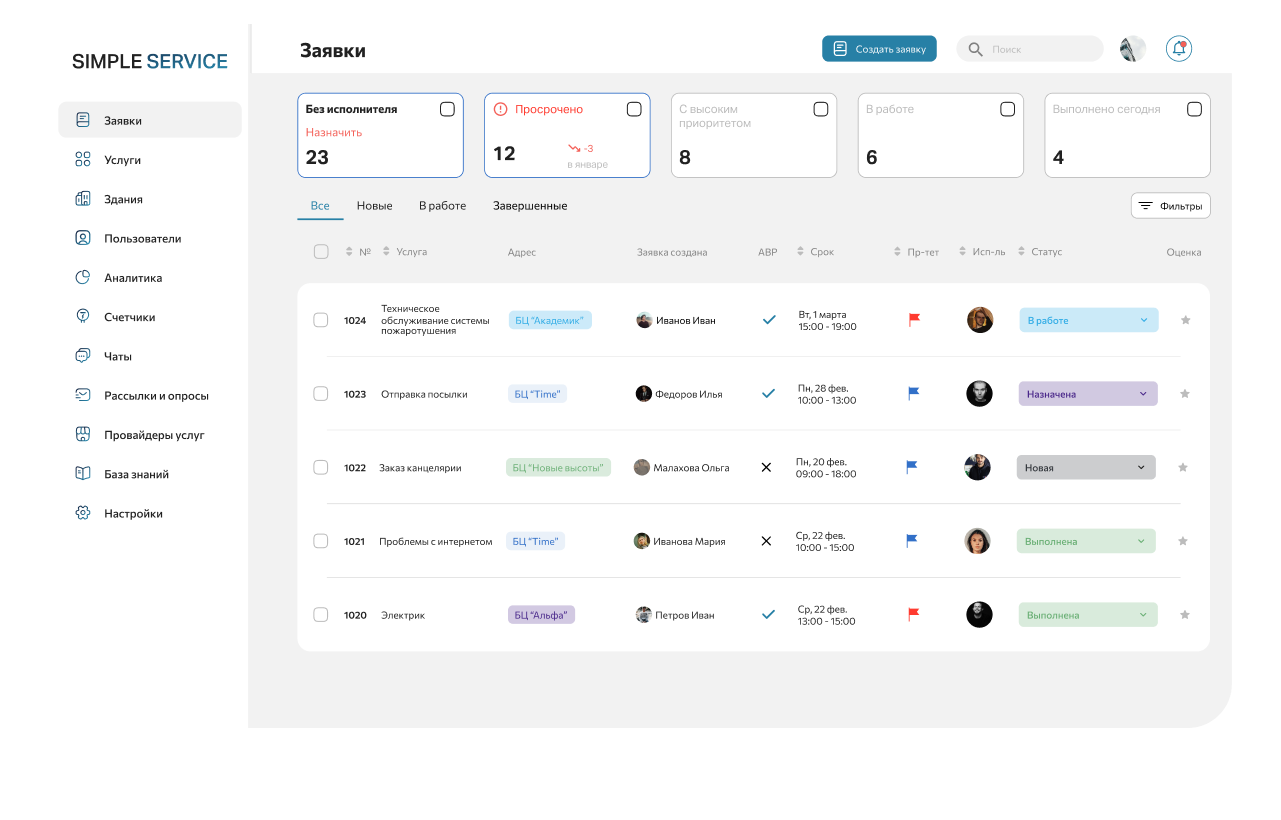 SIMPLE SERVICE
Заявки
Создать заявку
Поиск
Заявки
Услуги
Здания
Пользователи
Аналитика
Счетчики
Чаты
Рассылки и опросы
Провайдеры услуг
База знаний
Настройки
Без исполнителя
Назначить
23
Просрочено
12
-3
в январе
С высоким
приоритетом
8
В работе
6
Выполнено сегодня
4
Все Новые В работе Завершенные
Фильтры
№ Услуга Адрес Заявка создана АВР Срок Пр-тет Исп-ль Статус Оценка
1024
Техническое
обслуживание системы
пожаротушения
БЦ "Академик"
Иванов Иван
Вт, 1 марта
15:00 - 19:00
В работе
1023
Отправка посылки
БЦ "Time"
Федоров Илья
Пн, 28 фев.
10:00 - 13:00
Назначена
1022
Заказ канцелярии
БЦ "Новые высоты"
Малахова Ольга
Пн, 20 фев.
09:00 - 18:00
Новая
1021
Проблемы с интернетом
БЦ "Time"
Иванова Мария
Ср, 22 фев.
10:00 - 15:00
Выполнена
1020
Электрик
БЦ "Альфа"
Петров Иван
Ср, 22 фев.
13:00 - 15:00
Выполнена